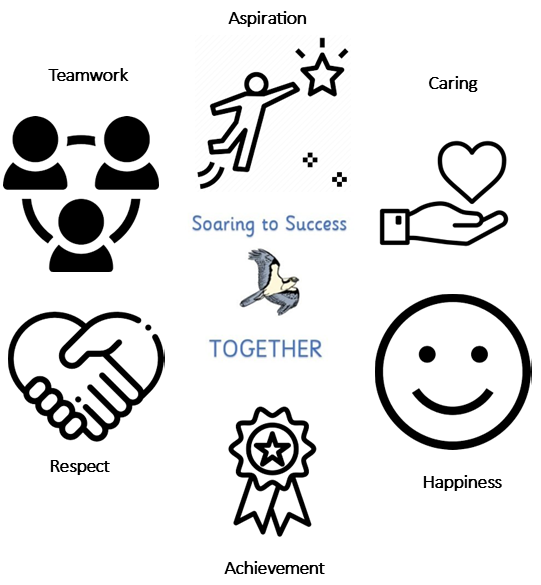 Aspiration
Teamwork
Caring
Soaring to Success
TOGETHER
Respect
Happiness
Achievement